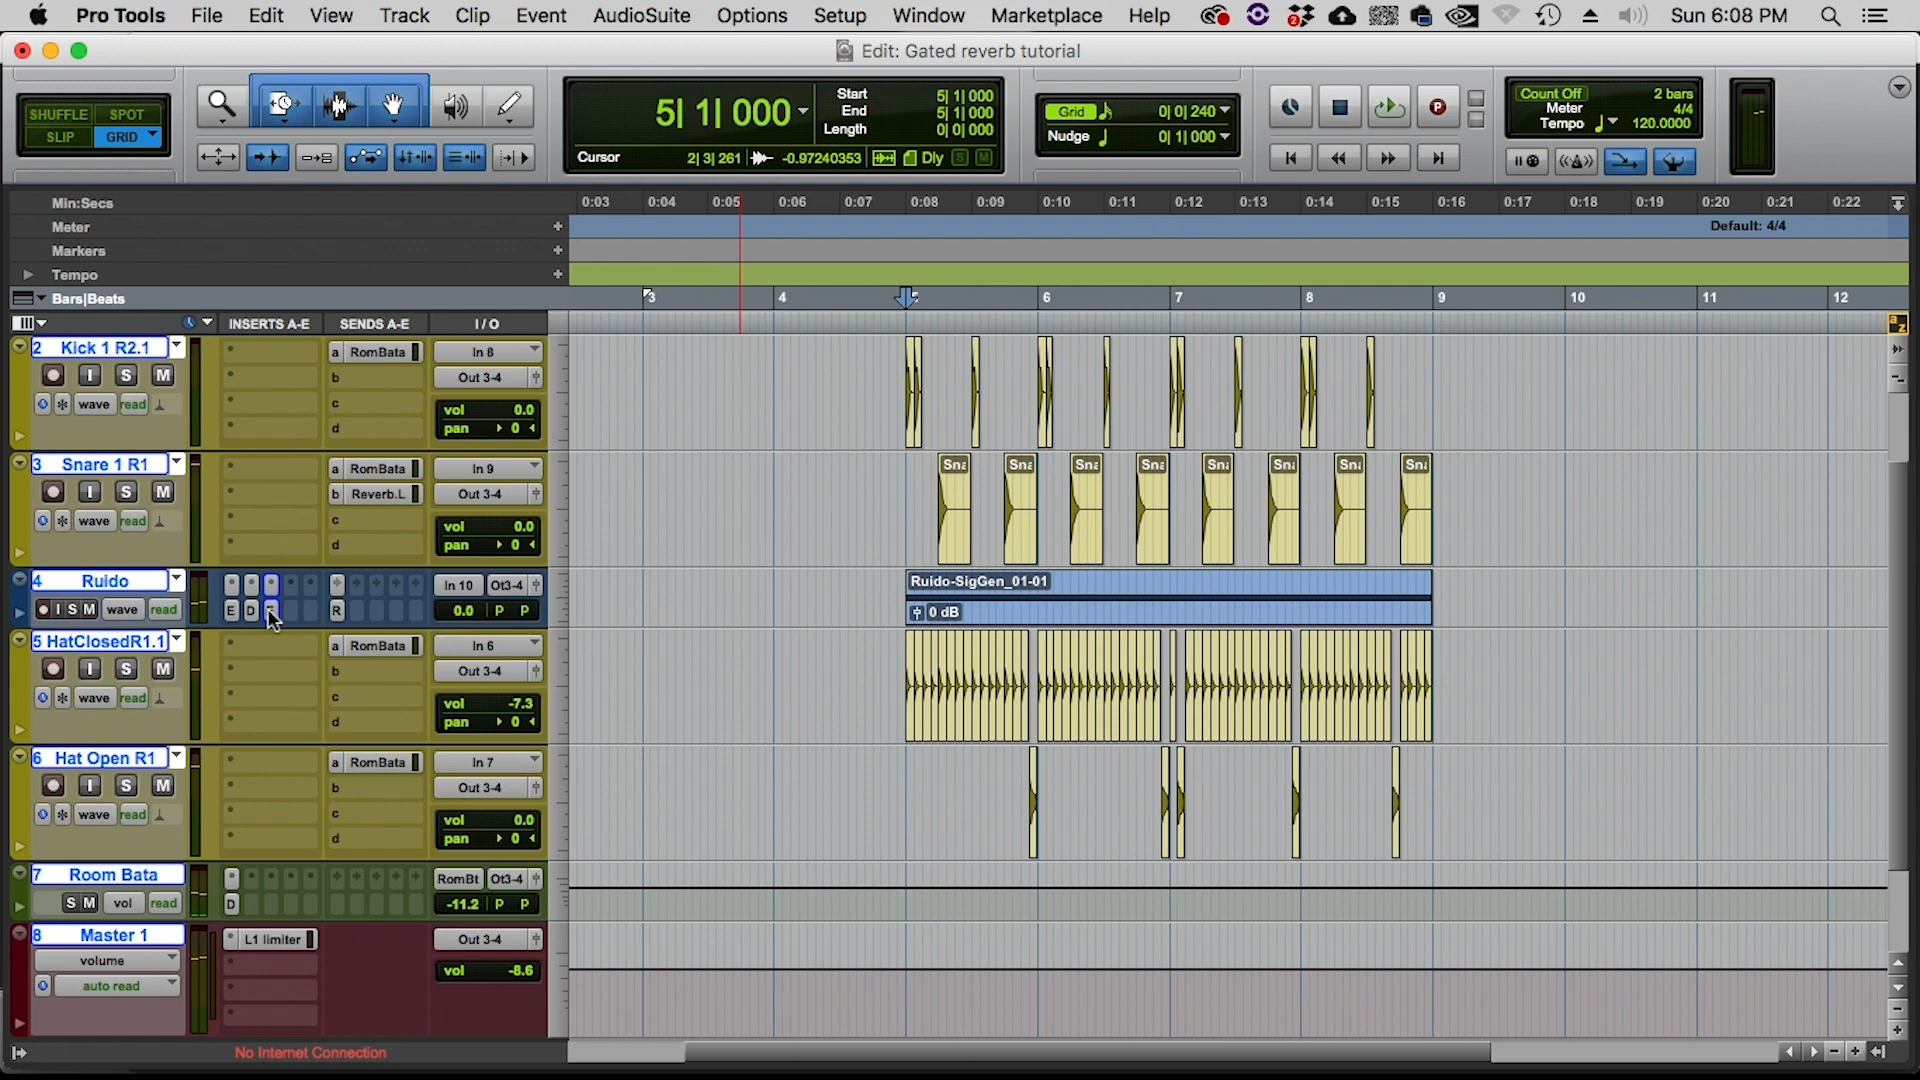 Pro Tools File Edit View Track Clip Event AudioSuite Options Setup Window Marketplace Help Sun 6:08 PM
Edit: Gated reverb tutorial
SHUFFLE SPOT
SLIP GRID
5| 1| 000
Start 5| 1| 000
End 5| 1| 000
Length 0| 0| 000
Cursor 2| 3| 261 -0.97240353 Dly S M
Grid 0| 0| 240
Nudge 0| 1| 000
Count Off 2 bars
Meter 4/4
Tempo 120.0000
Min:Secs 0:03 0:04 0:05 0:06 0:07 0:08 0:09 0:10 0:11 0:12 0:13 0:14 0:15 0:16 0:17 0:18 0:19 0:20 0:21 0:22
Meter + Default: 4/4
Markers +
Tempo +
Bars|Beats 3 4 6 7 8 9 10 11 12
INSERTS A-E SENDS A-E I / O
a z
2 Kick 1 R2.1 a RomBata In 8
I S M b Out 3-4
wave read c vol 0.0
d pan 0
3 Snare 1 R1 a RomBata In 9
I S M b Reverb.L Out 3-4
wave read c vol 0.0
d pan 0
Sna Sna Sna Sna Sna Sna Sna Sna
4 Ruido In 10 Ot3-4
I S M wave read E D R 0.0 P P
Ruido-SigGen_01-01
0 dB
5 HatClosedR1.1 a RomBata In 6
I S M b Out 3-4
wave read c vol -7.3
d pan 0
6 Hat Open R1 a RomBata In 7
I S M b Out 3-4
wave read c vol 0.0
d pan 0
7 Room Bata RomBt Ot3-4
S M vol read D -11.2 P P
8 Master 1 L1 limiter Out 3-4
volume vol -8.6
auto read
No Internet Connection